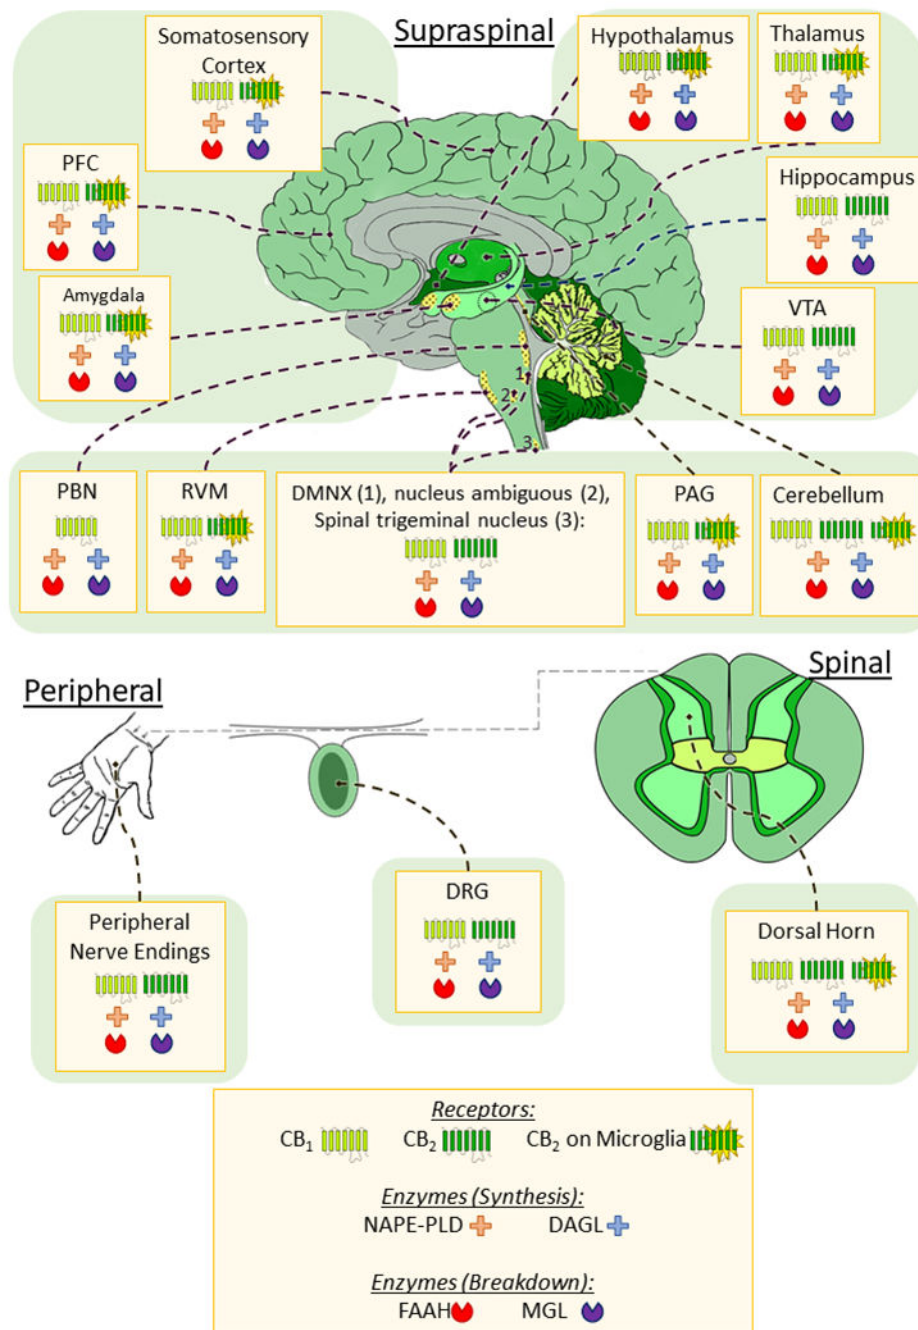 Supraspinal
Somatosensory
Cortex
Hypothalamus
Thalamus
PFC
Hippocampus
Amygdala
VTA
1
2
3
PBN
RVM
DMNX (1), nucleus ambiguous (2),
Spinal trigeminal nucleus (3):
PAG
Cerebellum
Peripheral
Spinal
Peripheral
Nerve Endings
DRG
Dorsal Horn
Receptors:
CB₁
CB₂
CB₂ on Microglia
Enzymes (Synthesis):
NAPE-PLD
DAGL
Enzymes (Breakdown):
FAAH
MGL